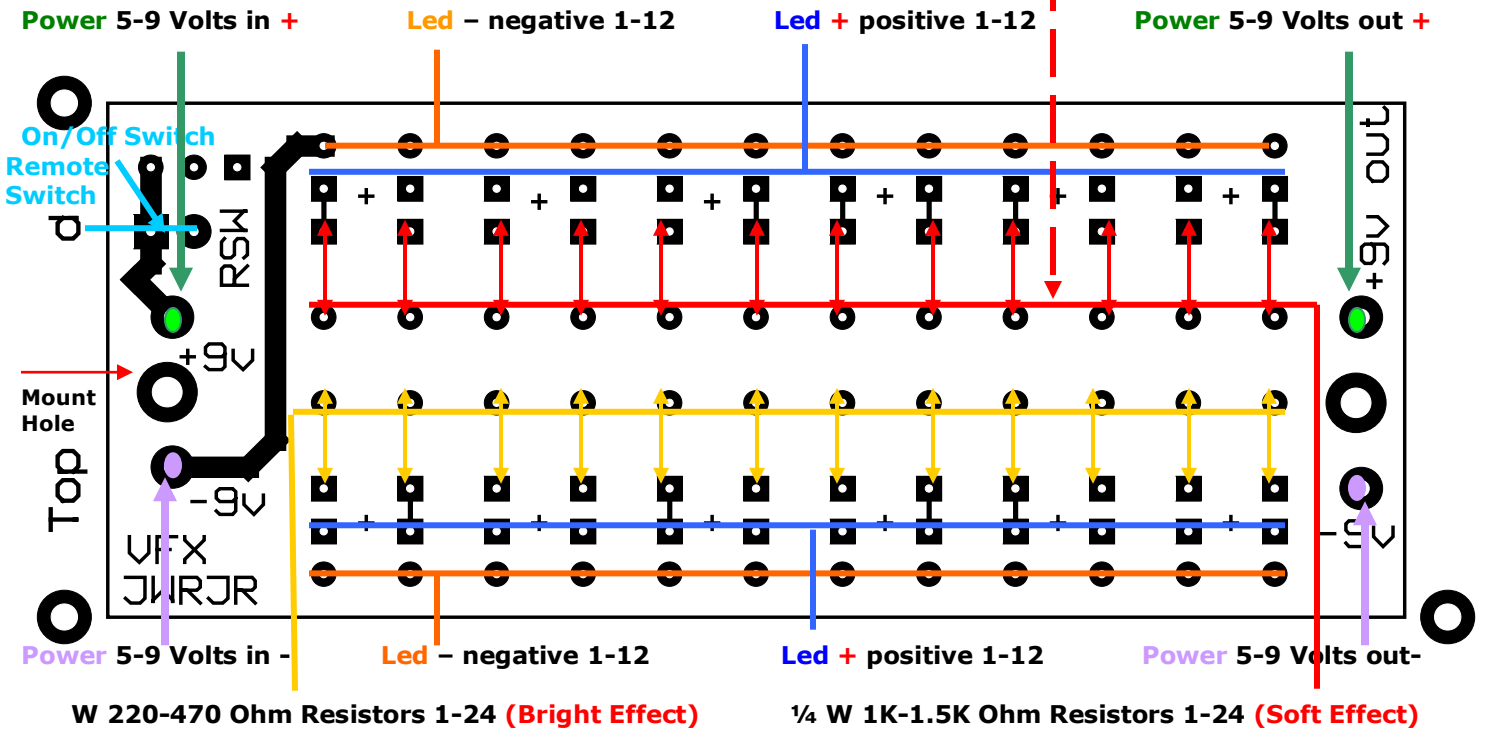 Power 5-9 Volts in +
Led – negative 1-12
Led + positive 1-12
Power 5-9 Volts out +
On/Off Switch
Remote
Switch
d
RSW
+9v out
+ + + + + +
+9v
Mount
Hole
Top
-9v
+ + + + + +
-9v
VFX
JWRJR
Power 5-9 Volts in -
Led – negative 1-12
Led + positive 1-12
Power 5-9 Volts out-
W 220-470 Ohm Resistors 1-24 (Bright Effect)
¼ W 1K-1.5K Ohm Resistors 1-24 (Soft Effect)